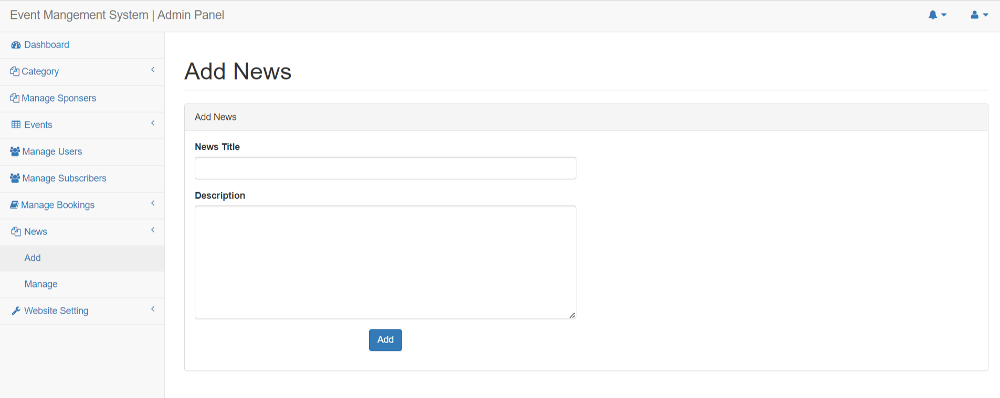 Event Mangement System | Admin Panel
Dashboard
Category
Manage Sponsers
Events
Manage Users
Manage Subscribers
Manage Bookings
News
Add
Manage
Website Setting
Add News
Add News
News Title
Description
Add